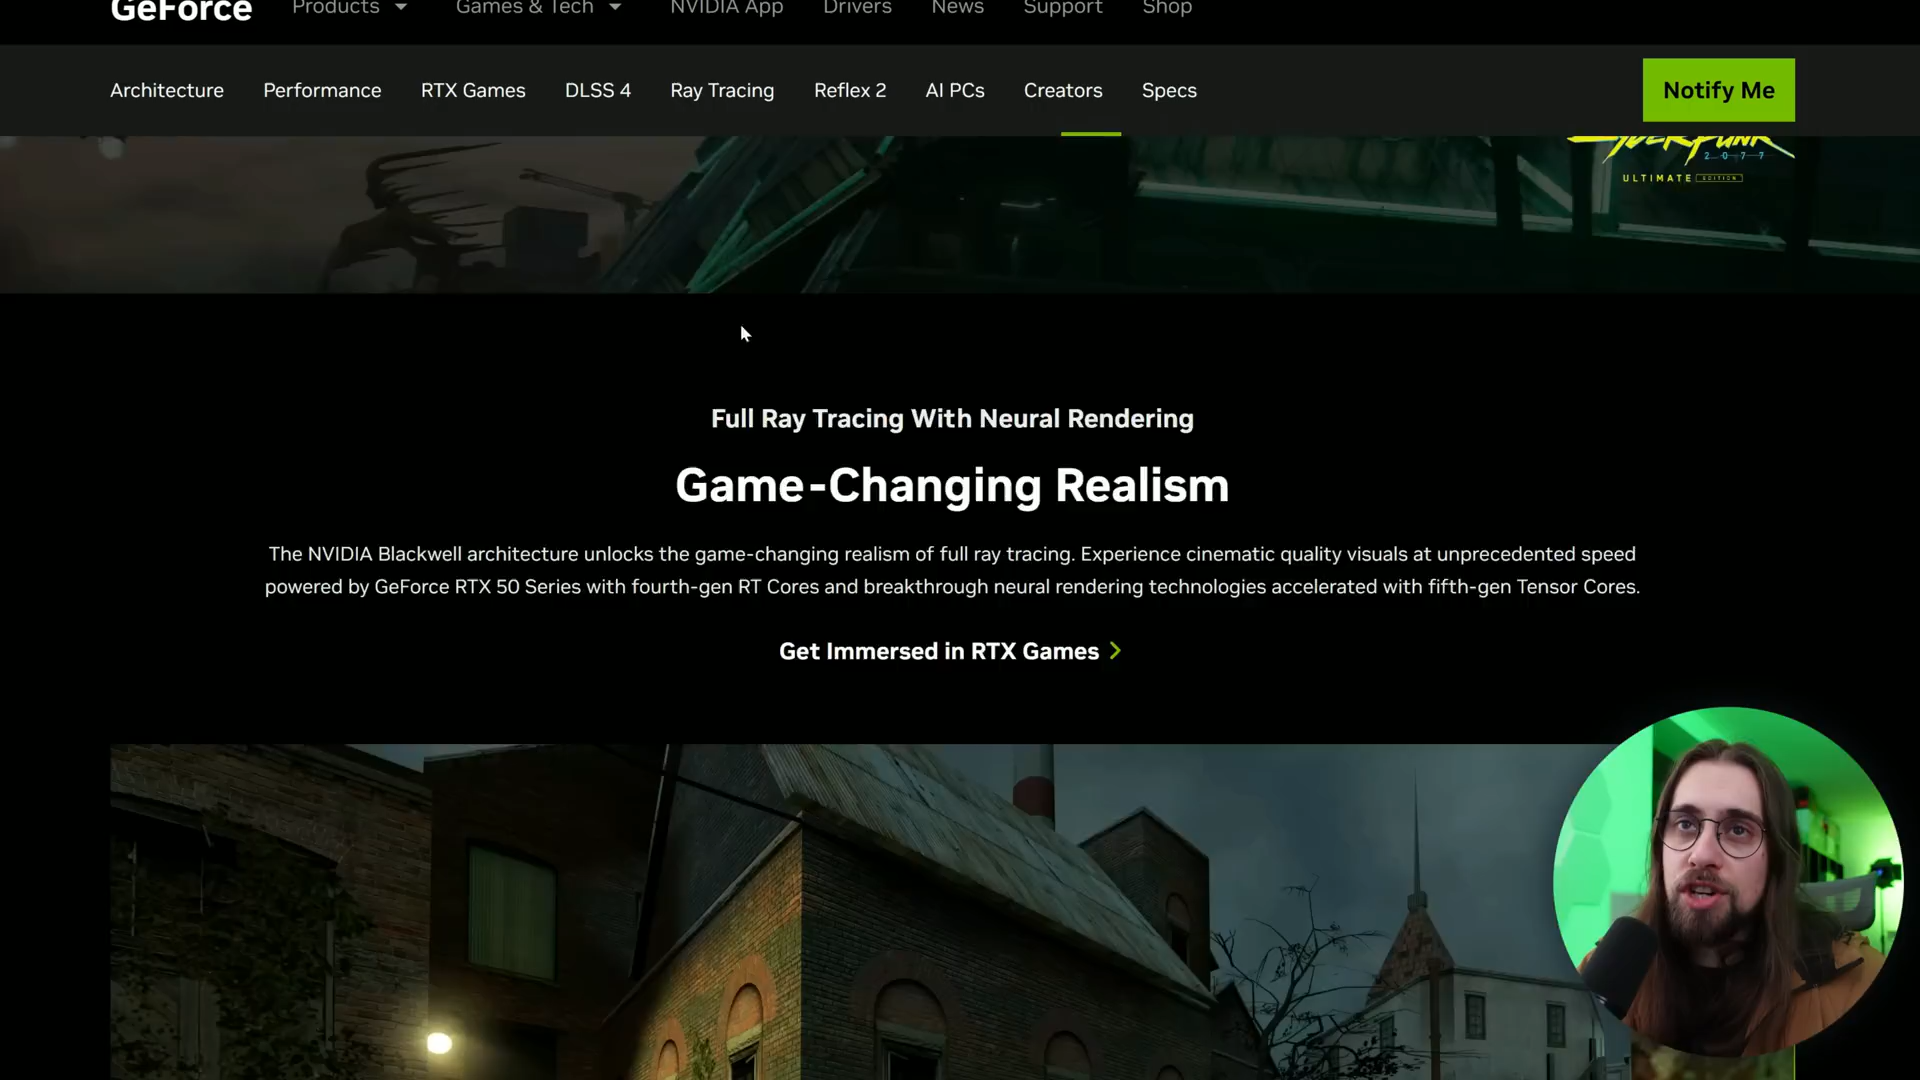 GeForce
Products
Games & Tech
NVIDIA App
Drivers
News
Support
Shop
Architecture
Performance
RTX Games
DLSS 4
Ray Tracing
Reflex 2
AI PCs
Creators
Specs
Notify Me
CYBERPUNK
2077
ULTIMATE EDITION
Full Ray Tracing With Neural Rendering
Game-Changing Realism
The NVIDIA Blackwell architecture unlocks the game-changing realism of full ray tracing. Experience cinematic quality visuals at unprecedented speed
powered by GeForce RTX 50 Series with fourth-gen RT Cores and breakthrough neural rendering technologies accelerated with fifth-gen Tensor Cores.
Get Immersed in RTX Games